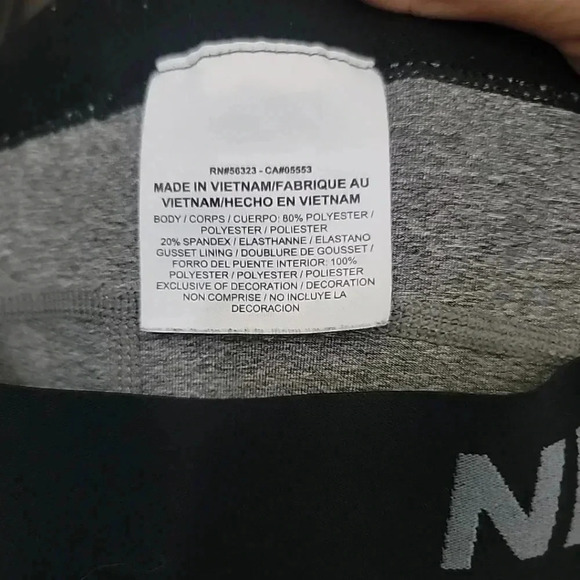 RN#56323 - CA#05553
MADE IN VIETNAM/FABRIQUE AU
VIETNAM/HECHO EN VIETNAM
BODY / CORPS / CUERPO: 80% POLYESTER /
POLYESTER / POLIESTER
20% SPANDEX / ELASTHANNE / ELASTANO
GUSSET LINING / DOUBLURE DE GOUSSET /
FORRO DEL PUENTE INTERIOR: 100%
POLYESTER / POLYESTER / POLIESTER
EXCLUSIVE OF DECORATION / DECORATION
NON COMPRISE / NO INCLUYE LA
DECORACION